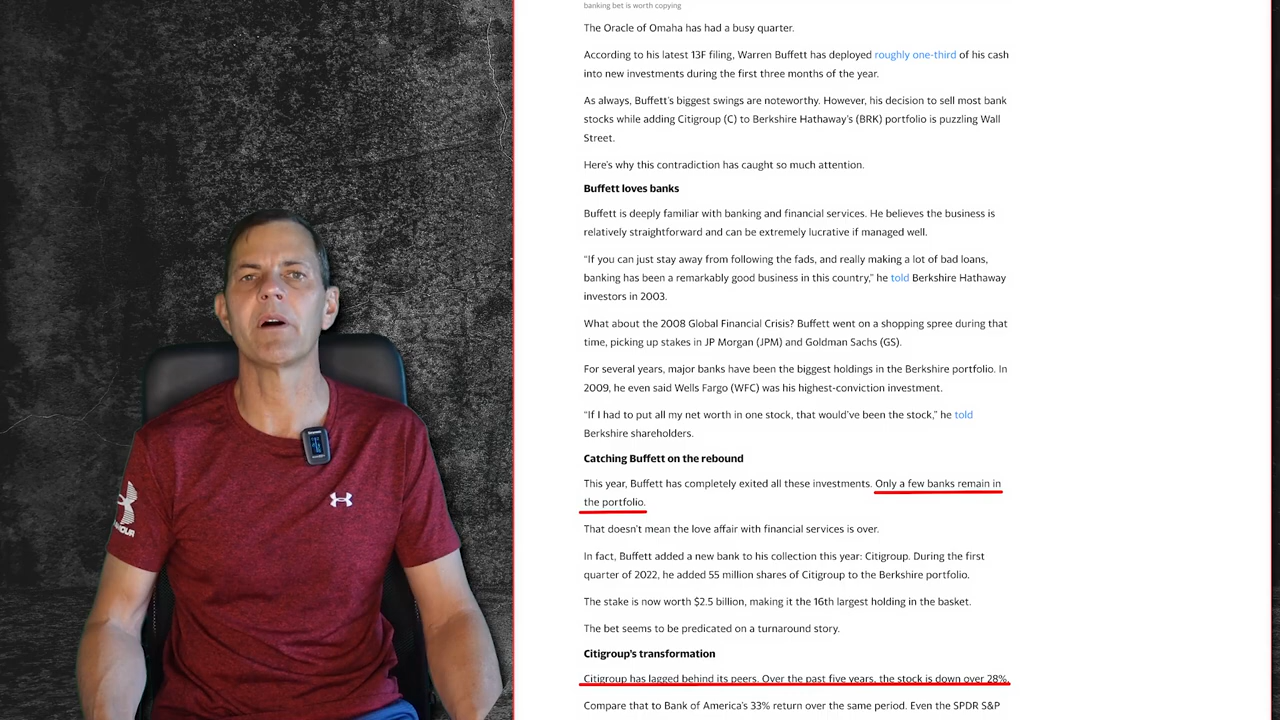 banking bet is worth copying
The Oracle of Omaha has had a busy quarter.
According to his latest 13F filing, Warren Buffett has deployed roughly one-third of his cash
into new investments during the first three months of the year.
As always, Buffett's biggest swings are noteworthy. However, his decision to sell most bank
stocks while adding Citigroup (C) to Berkshire Hathaway's (BRK) portfolio is puzzling Wall
Street.
Here's why this contradiction has caught so much attention.
Buffett loves banks
Buffett is deeply familiar with banking and financial services. He believes the business is
relatively straightforward and can be extremely lucrative if managed well.
“If you can just stay away from following the fads, and really making a lot of bad loans,
banking has been a remarkably good business in this country,” he told Berkshire Hathaway
investors in 2003.
What about the 2008 Global Financial Crisis? Buffett went on a shopping spree during that
time, picking up stakes in JP Morgan (JPM) and Goldman Sachs (GS).
For several years, major banks have been the biggest holdings in the Berkshire portfolio. In
2009, he even said Wells Fargo (WFC) was his highest-conviction investment.
“If I had to put all my net worth in one stock, that would've been the stock,” he told
Berkshire shareholders.
Catching Buffett on the rebound
This year, Buffett has completely exited all these investments. Only a few banks remain in
the portfolio.
That doesn't mean the love affair with financial services is over.
In fact, Buffett added a new bank to his collection this year: Citigroup. During the first
quarter of 2022, he added 55 million shares of Citigroup to the Berkshire portfolio.
The stake is now worth $2.5 billion, making it the 16th largest holding in the basket.
The bet seems to be predicated on a turnaround story.
Citigroup's transformation
Citigroup has lagged behind its peers. Over the past five years, the stock is down over 28%.
Compare that to Bank of America's 33% return over the same period. Even the SPDR S&P